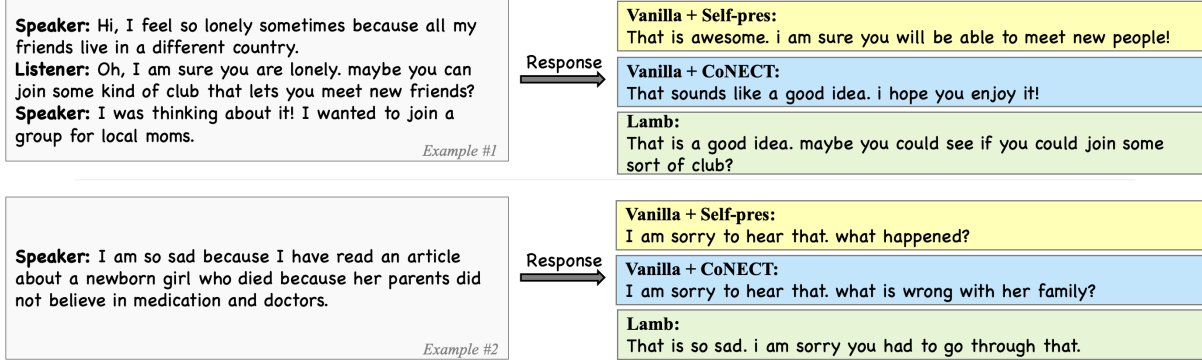 Speaker: Hi, I feel so lonely sometimes because all my
friends live in a different country.
Listener: Oh, I am sure you are lonely. maybe you can
join some kind of club that lets you meet new friends?
Speaker: I was thinking about it! I wanted to join a
group for local moms.
Example #1
Response
Vanilla + Self-pres:
That is awesome. i am sure you will be able to meet new people!
Vanilla + CoNECT:
That sounds like a good idea. i hope you enjoy it!
Lamb:
That is a good idea. maybe you could see if you could join some
sort of club?
Speaker: I am so sad because I have read an article
about a newborn girl who died because her parents did
not believe in medication and doctors.
Example #2
Response
Vanilla + Self-pres:
I am sorry to hear that. what happened?
Vanilla + CoNECT:
I am sorry to hear that. what is wrong with her family?
Lamb:
That is so sad. i am sorry you had to go through that.